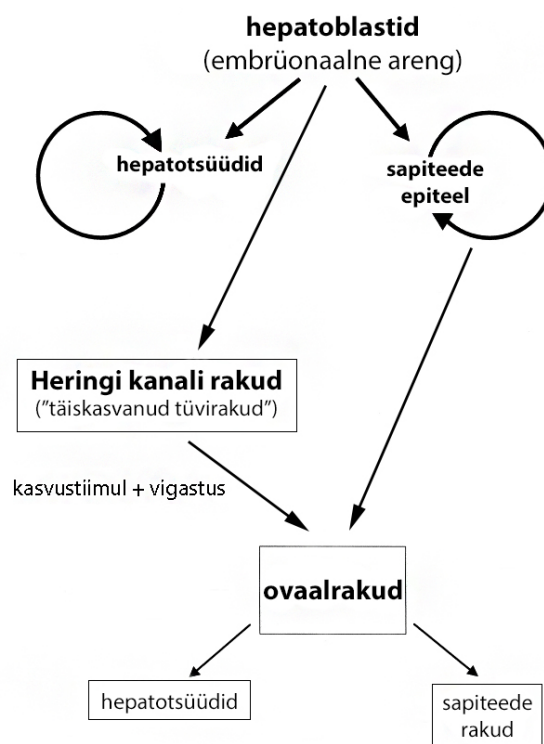 hepatoblastid
(embrüonaalne areng)
hepatotsüüdid
sapiteede
epiteel
Heringi kanali rakud
("täiskasvanud tüvirakud")
kasvustiimul + vigastus
ovaalrakud
hepatotsüüdid
sapiteede
rakud